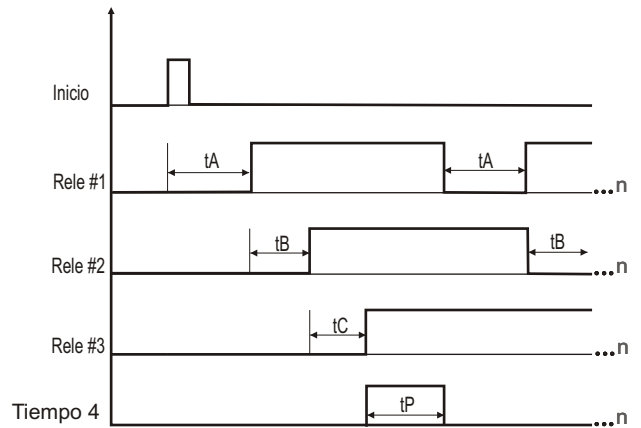 Inicio
tA
tA
Rele #1
...n
tB
tB
Rele #2
...n
tC
Rele #3
...n
tP
Tiempo 4
...n